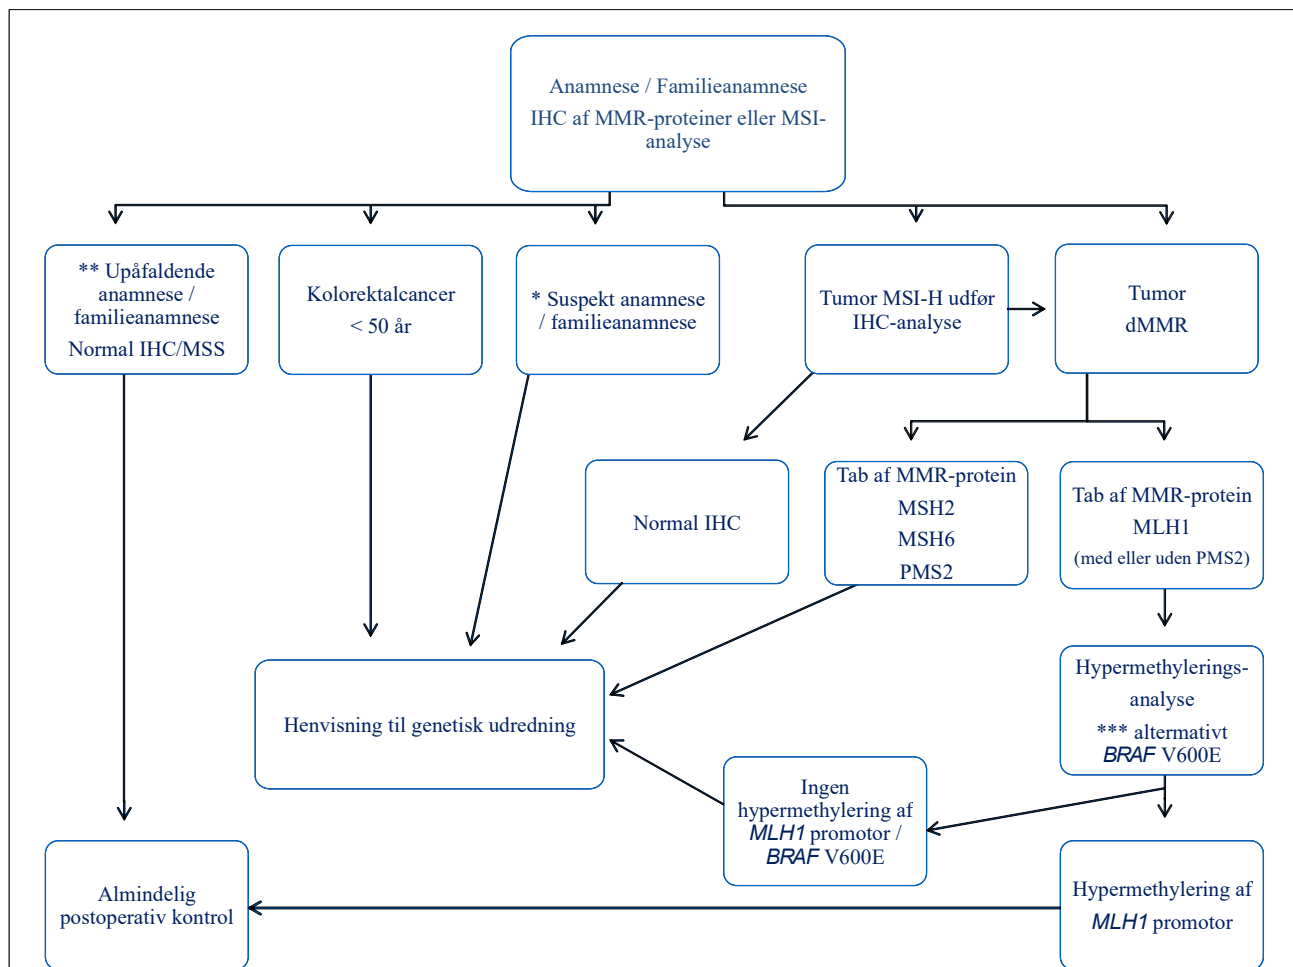 Anamnese / Familieanamnese
IHC af MMR-proteiner eller MSI-
analyse
** Upåfaldende
anamnese /
familieanamnese
Normal IHC/MSS
Kolorektalcancer
< 50 år
* Suspekt anamnese
/ familieanamnese
Tumor MSI-H udfør
IHC-analyse
Tumor
dMMR
Normal IHC
Tab af MMR-protein
MSH2
MSH6
PMS2
Tab af MMR-protein
MLH1
(med eller uden PMS2)
Henvisning til genetisk udredning
Hypermethylerings-
analyse
*** alternativt
BRAF V600E
Ingen
hypermethylering af
MLH1 promotor /
BRAF V600E
Almindelig
postoperativ kontrol
Hypermethylering af
MLH1 promotor